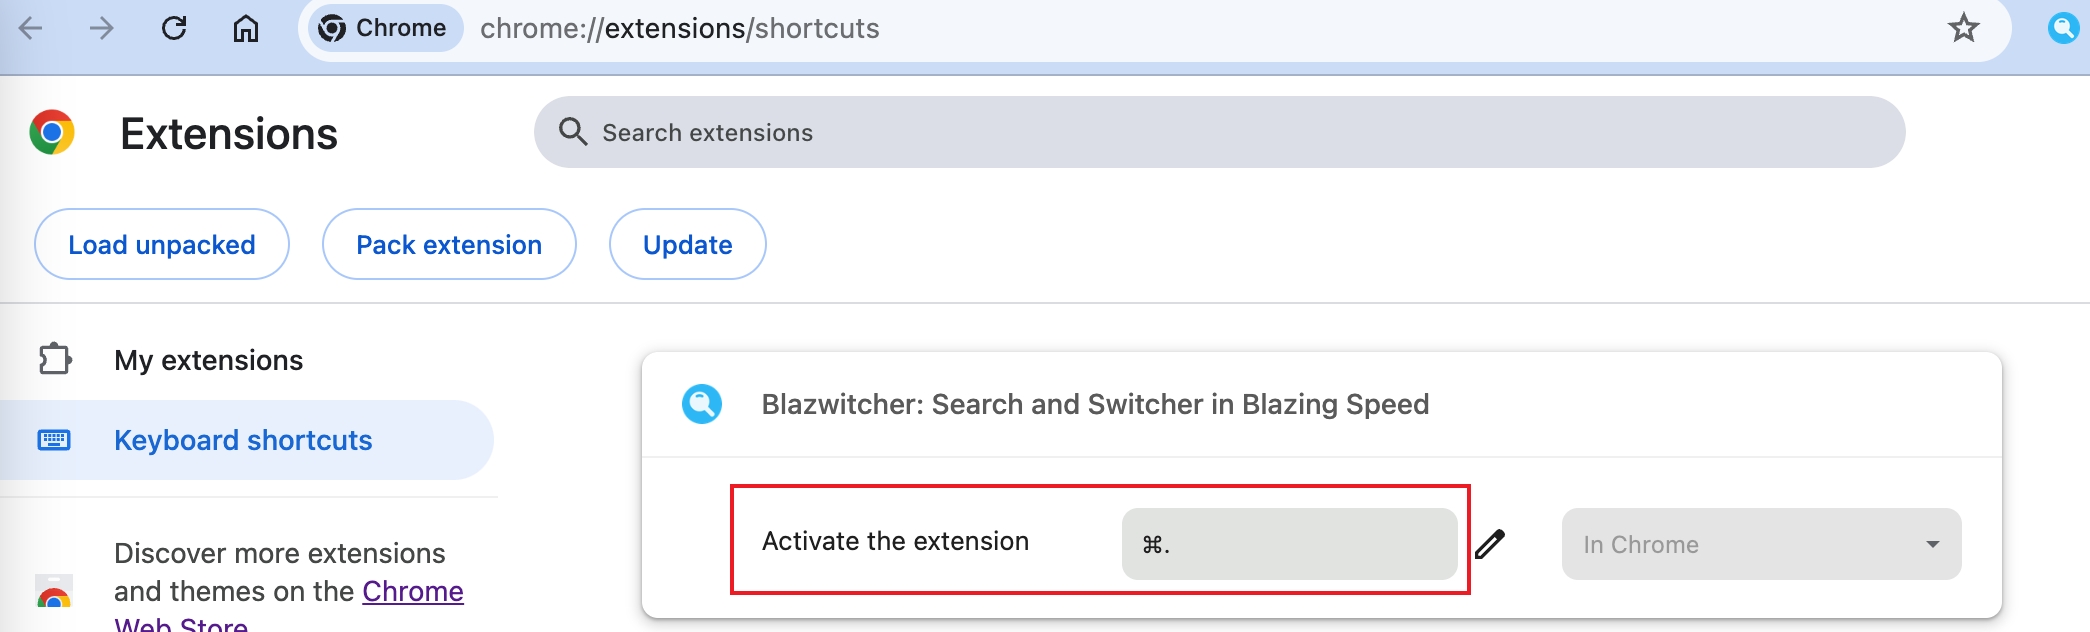 Chrome
chrome://extensions/shortcuts
Extensions
Search extensions
Load unpacked
Pack extension
Update
My extensions
Keyboard shortcuts
Discover more extensions
and themes on the Chrome
Web Store
Blazwitcher: Search and Switcher in Blazing Speed
Activate the extension
⌘.
In Chrome